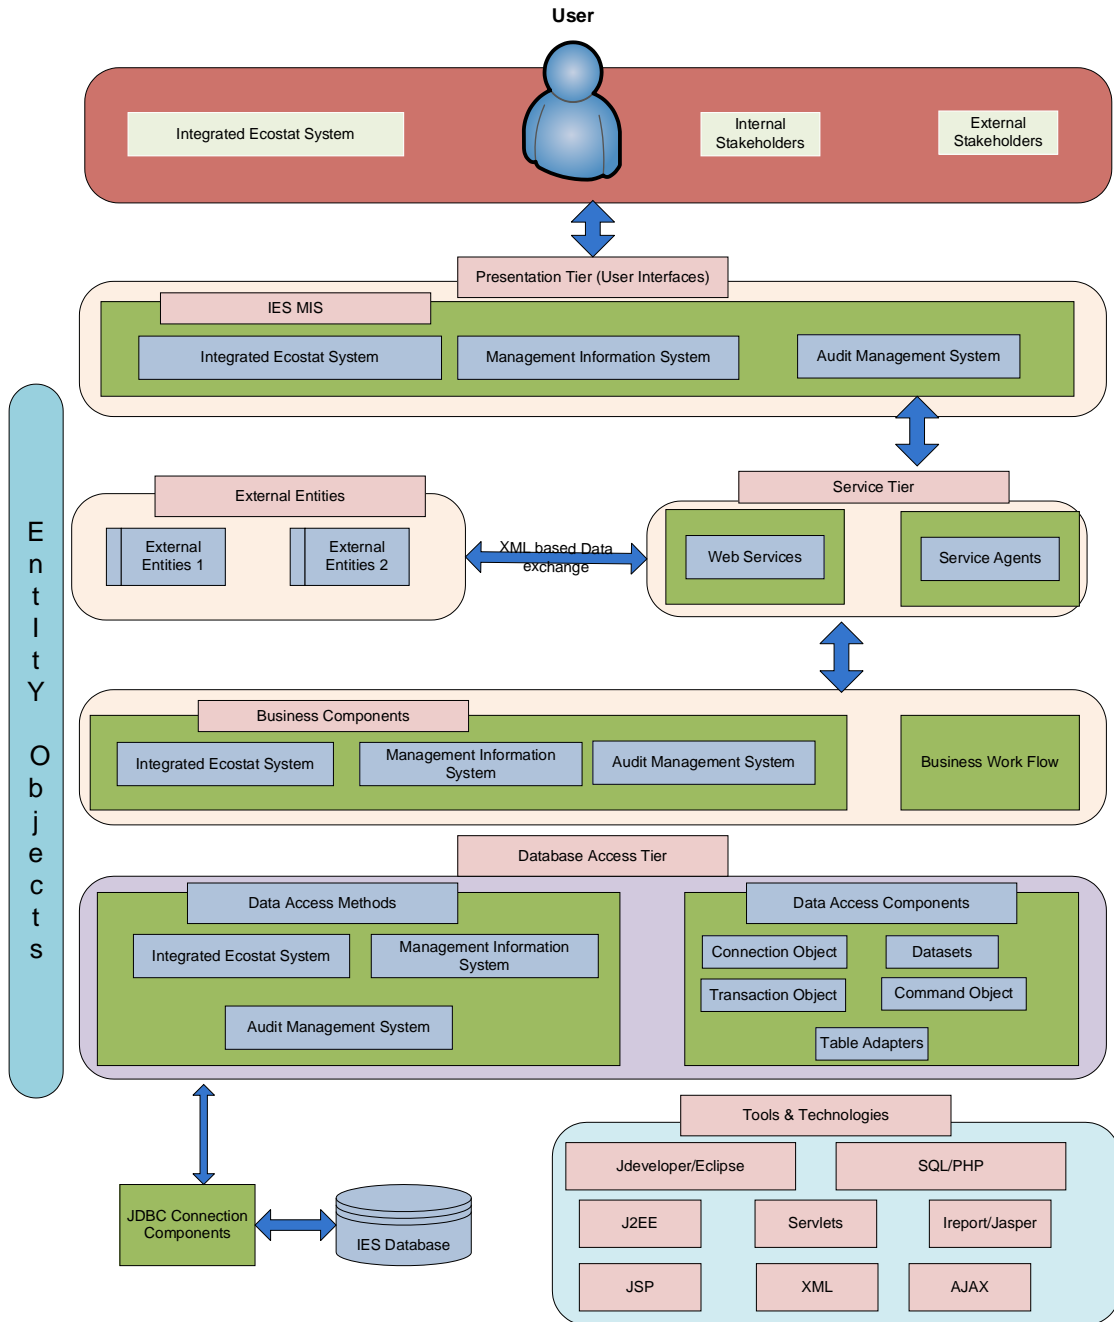 User
Integrated Ecostat System
Internal
Stakeholders
External
Stakeholders
Presentation Tier (User Interfaces)
IES MIS
Integrated Ecostat System
Management Information System
Audit Management System
EntItY Objects
External Entities
External
Entities 1
External
Entities 2
XML based Data
exchange
Service Tier
Web Services
Service Agents
Business Components
Integrated Ecostat System
Management Information
System
Audit Management System
Business Work Flow
Database Access Tier
Data Access Methods
Integrated Ecostat System
Management Information
System
Audit Management System
Data Access Components
Connection Object
Datasets
Transaction Object
Command Object
Table Adapters
JDBC Connection
Components
IES Database
Tools & Technologies
Jdeveloper/Eclipse
SQL/PHP
J2EE
Servlets
Ireport/Jasper
JSP
XML
AJAX